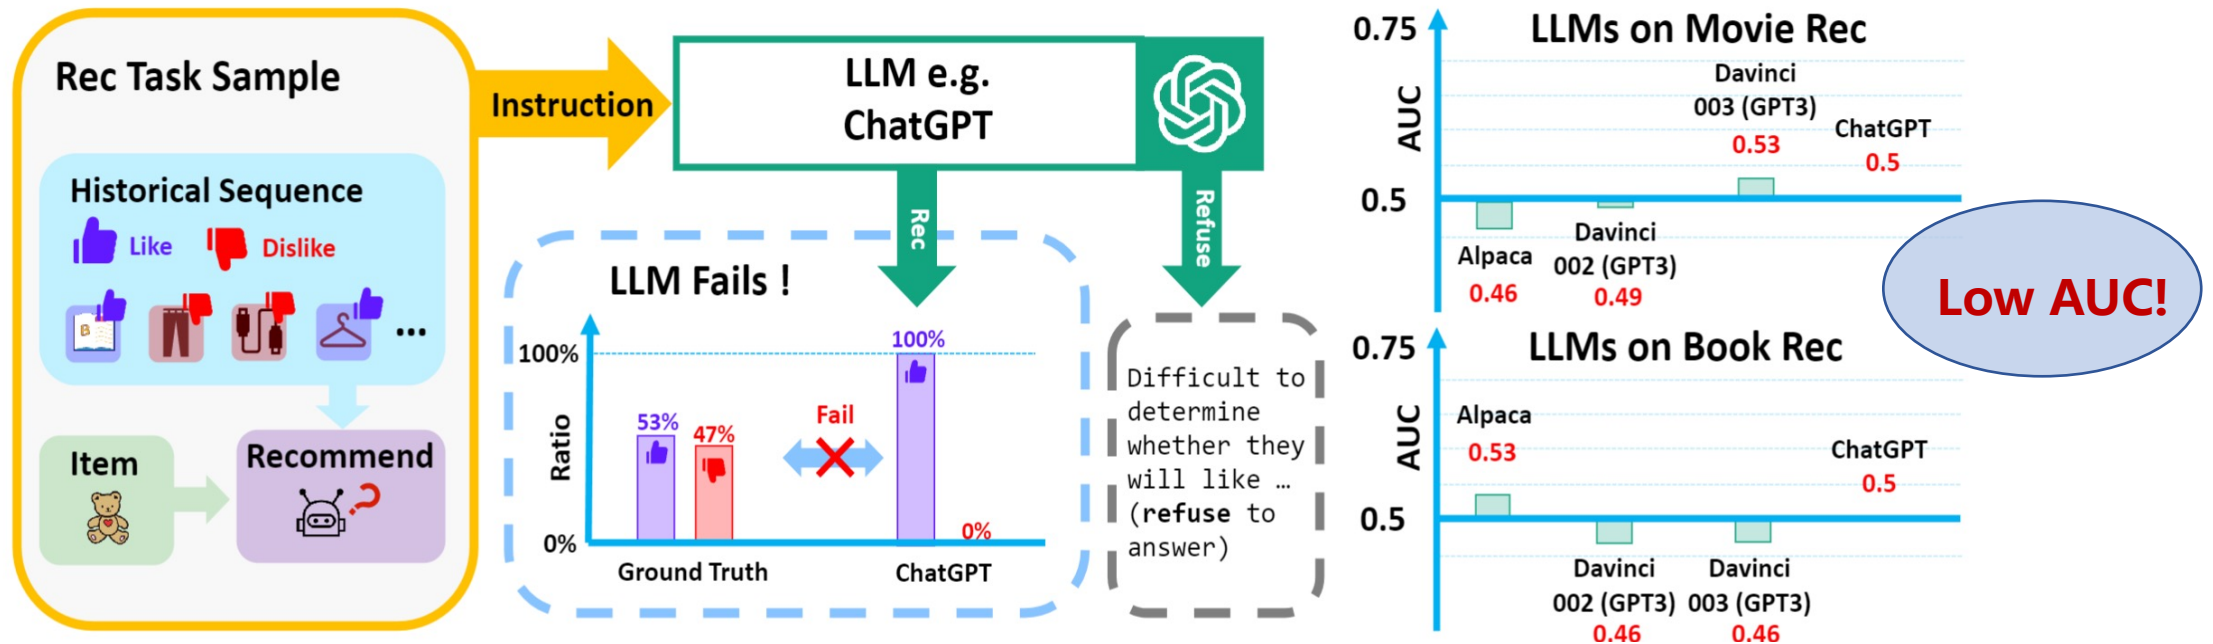 Rec Task Sample
Historical Sequence
Like
Dislike
B
...
Item
Recommend
Instruction
LLM e.g.
ChatGPT
Rec
Refuse
LLM Fails !
100%
0%
Ratio
53%
47%
Fail
100%
0%
Ground Truth
ChatGPT
Difficult to
determine
whether they
will like …
(refuse to
answer)
LLMs on Movie Rec
0.75
AUC
0.5
Alpaca
0.46
Davinci
002 (GPT3)
0.49
Davinci
003 (GPT3)
0.53
ChatGPT
0.5
LLMs on Book Rec
0.75
AUC
0.5
Alpaca
0.53
Davinci
002 (GPT3)
0.46
Davinci
003 (GPT3)
0.46
ChatGPT
0.5
Low AUC!